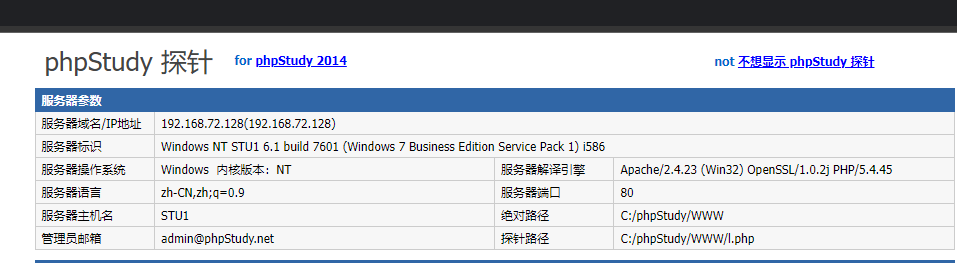 phpStudy 探针 for phpStudy 2014 not 不想显示 phpStudy 探针
服务器参数
服务器域名/IP地址 192.168.72.128(192.168.72.128)
服务器标识 Windows NT STU1 6.1 build 7601 (Windows 7 Business Edition Service Pack 1) i586
服务器操作系统 Windows 内核版本：NT 服务器解译引擎 Apache/2.4.23 (Win32) OpenSSL/1.0.2j PHP/5.4.45
服务器语言 zh-CN,zh;q=0.9 服务器端口 80
服务器主机名 STU1 绝对路径 C:/phpStudy/WWW
管理员邮箱 admin@phpStudy.net 探针路径 C:/phpStudy/WWW/l.php